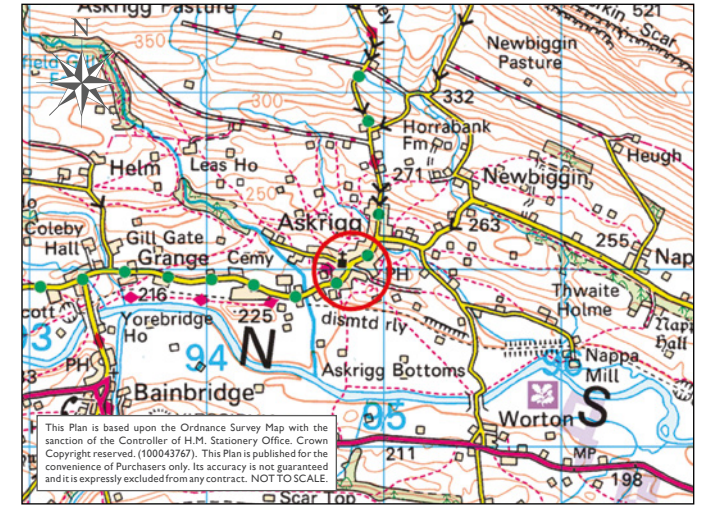 Askrigg Pasture
521
N
350
Newbiggin
Pasture
300
332
Horrabank
Fm
Heugh
Helm
Leas Ho
271
Newbiggin
250
Askrigg
263
Coleby
Hall
Gill Gate
255
Nap
Grange
Cemy
PH
216
Thwaite
Holme
225
dismtd rly
Yorebridge
Ho
Hall
94
N
Nappa
Mill
PH
Askrigg Bottoms
Bainbridge
95
Worton
S
211
MP
198
Scar Top
This Plan is based upon the Ordnance Survey Map with the
sanction of the Controller of H.M. Stationery Office. Crown
Copyright reserved. (100043767). This Plan is published for the
convenience of Purchasers only. Its accuracy is not guaranteed
and it is expressly excluded from any contract. NOT TO SCALE.